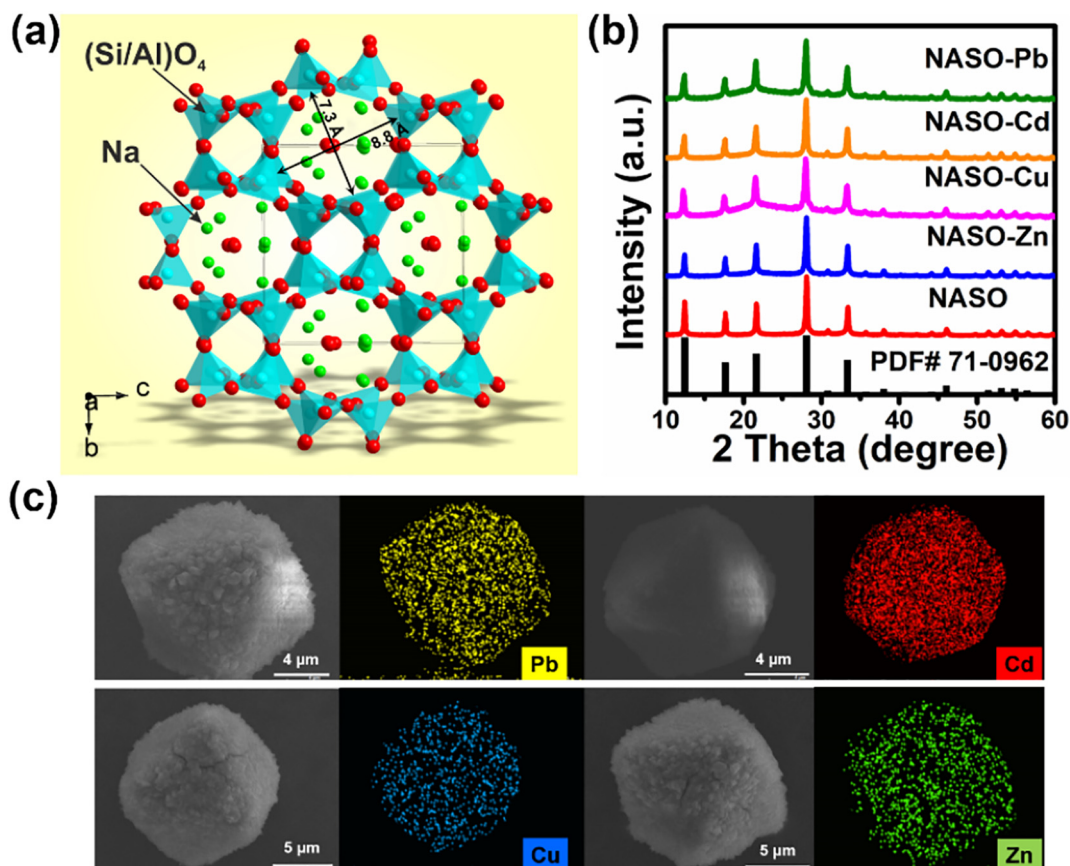 (a)
(Si/Al)O4
Na
7.3 A
8.8 A
a
c
b
(b)
Intensity (a.u.)
NASO-Pb
NASO-Cd
NASO-Cu
NASO-Zn
NASO
PDF# 71-0962
10 20 30 40 50 60
2 Theta (degree)
(c)
4 μm
Pb
4 μm
Cd
5 μm
Cu
5 μm
Zn